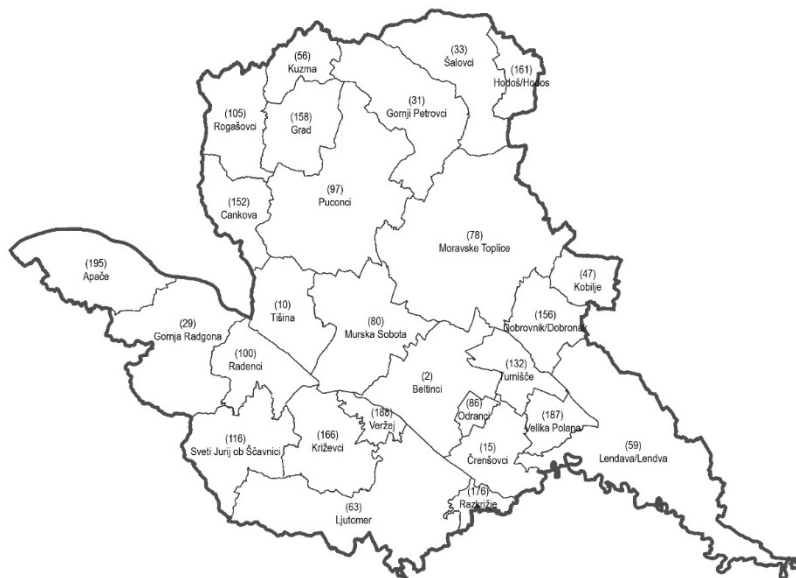 (33)
Šalovci
(56)
Kuzma
(161)
Hodoš/Hodos
(31)
Gornji Petrovci
(105)
Rogašovci
(158)
Grad
(97)
Puconci
(152)
Cankova
(78)
Moravske Toplice
(195)
Apače
(47)
Kobilje
(10)
Tišina
(156)
Dobrovnik/Dobronak
(29)
Gornja Radgona
(80)
Murska Sobota
(100)
Radenci
(132)
Turnišče
(2)
Beltinci
(86)
Odranci
(188)
Veržej
(187)
Velika Polana
(166)
Križevci
(116)
Sveti Jurij ob Ščavnici
(15)
Črenšovci
(59)
Lendava/Lendva
(176)
Razkrižje
(63)
Ljutomer